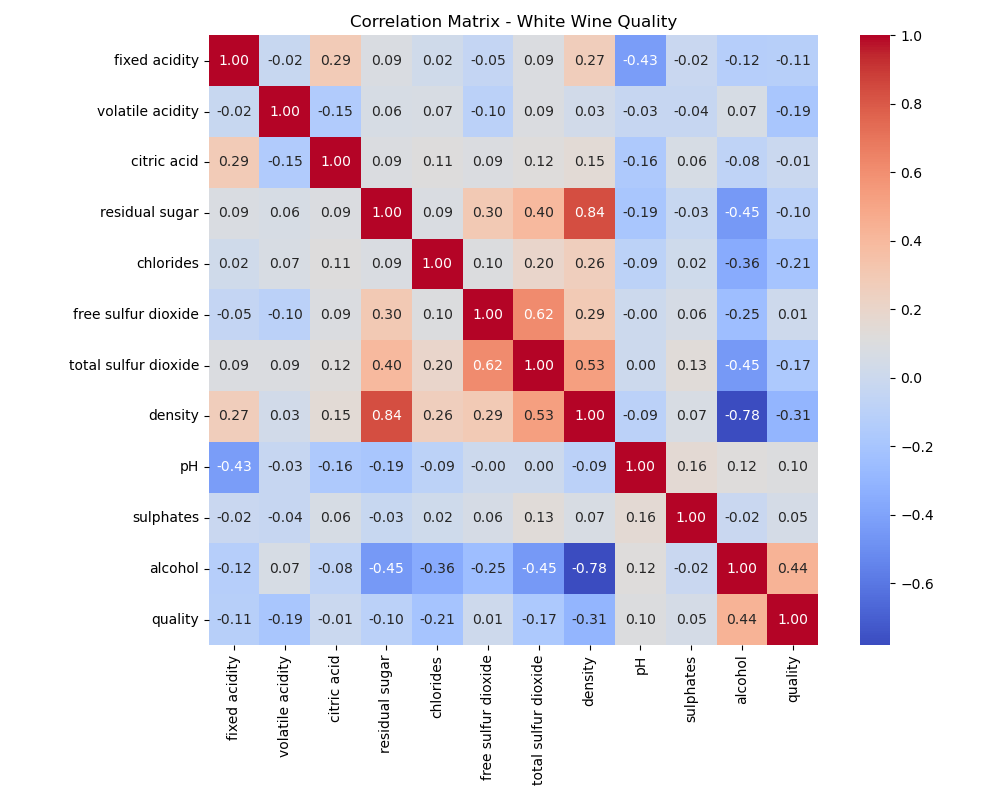 Correlation Matrix - White Wine Quality
fixed acidity 1.00 -0.02 0.29 0.09 0.02 -0.05 0.09 0.27 -0.43 -0.02 -0.12 -0.11
volatile acidity -0.02 1.00 -0.15 0.06 0.07 -0.10 0.09 0.03 -0.03 -0.04 0.07 -0.19
citric acid 0.29 -0.15 1.00 0.09 0.11 0.09 0.12 0.15 -0.16 0.06 -0.08 -0.01
residual sugar 0.09 0.06 0.09 1.00 0.09 0.30 0.40 0.84 -0.19 -0.03 -0.45 -0.10
chlorides 0.02 0.07 0.11 0.09 1.00 0.10 0.20 0.26 -0.09 0.02 -0.36 -0.21
free sulfur dioxide -0.05 -0.10 0.09 0.30 0.10 1.00 0.62 0.29 -0.00 0.06 -0.25 0.01
total sulfur dioxide 0.09 0.09 0.12 0.40 0.20 0.62 1.00 0.53 0.00 0.13 -0.45 -0.17
density 0.27 0.03 0.15 0.84 0.26 0.29 0.53 1.00 -0.09 0.07 -0.78 -0.31
pH -0.43 -0.03 -0.16 -0.19 -0.09 -0.00 0.00 -0.09 1.00 0.16 0.12 0.10
sulphates -0.02 -0.04 0.06 -0.03 0.02 0.06 0.13 0.07 0.16 1.00 -0.02 0.05
alcohol -0.12 0.07 -0.08 -0.45 -0.36 -0.25 -0.45 -0.78 0.12 -0.02 1.00 0.44
quality -0.11 -0.19 -0.01 -0.10 -0.21 0.01 -0.17 -0.31 0.10 0.05 0.44 1.00
fixed acidity
volatile acidity
citric acid
residual sugar
chlorides
free sulfur dioxide
total sulfur dioxide
density
pH
sulphates
alcohol
quality
1.0
0.8
0.6
0.4
0.2
0.0
−0.2
−0.4
−0.6